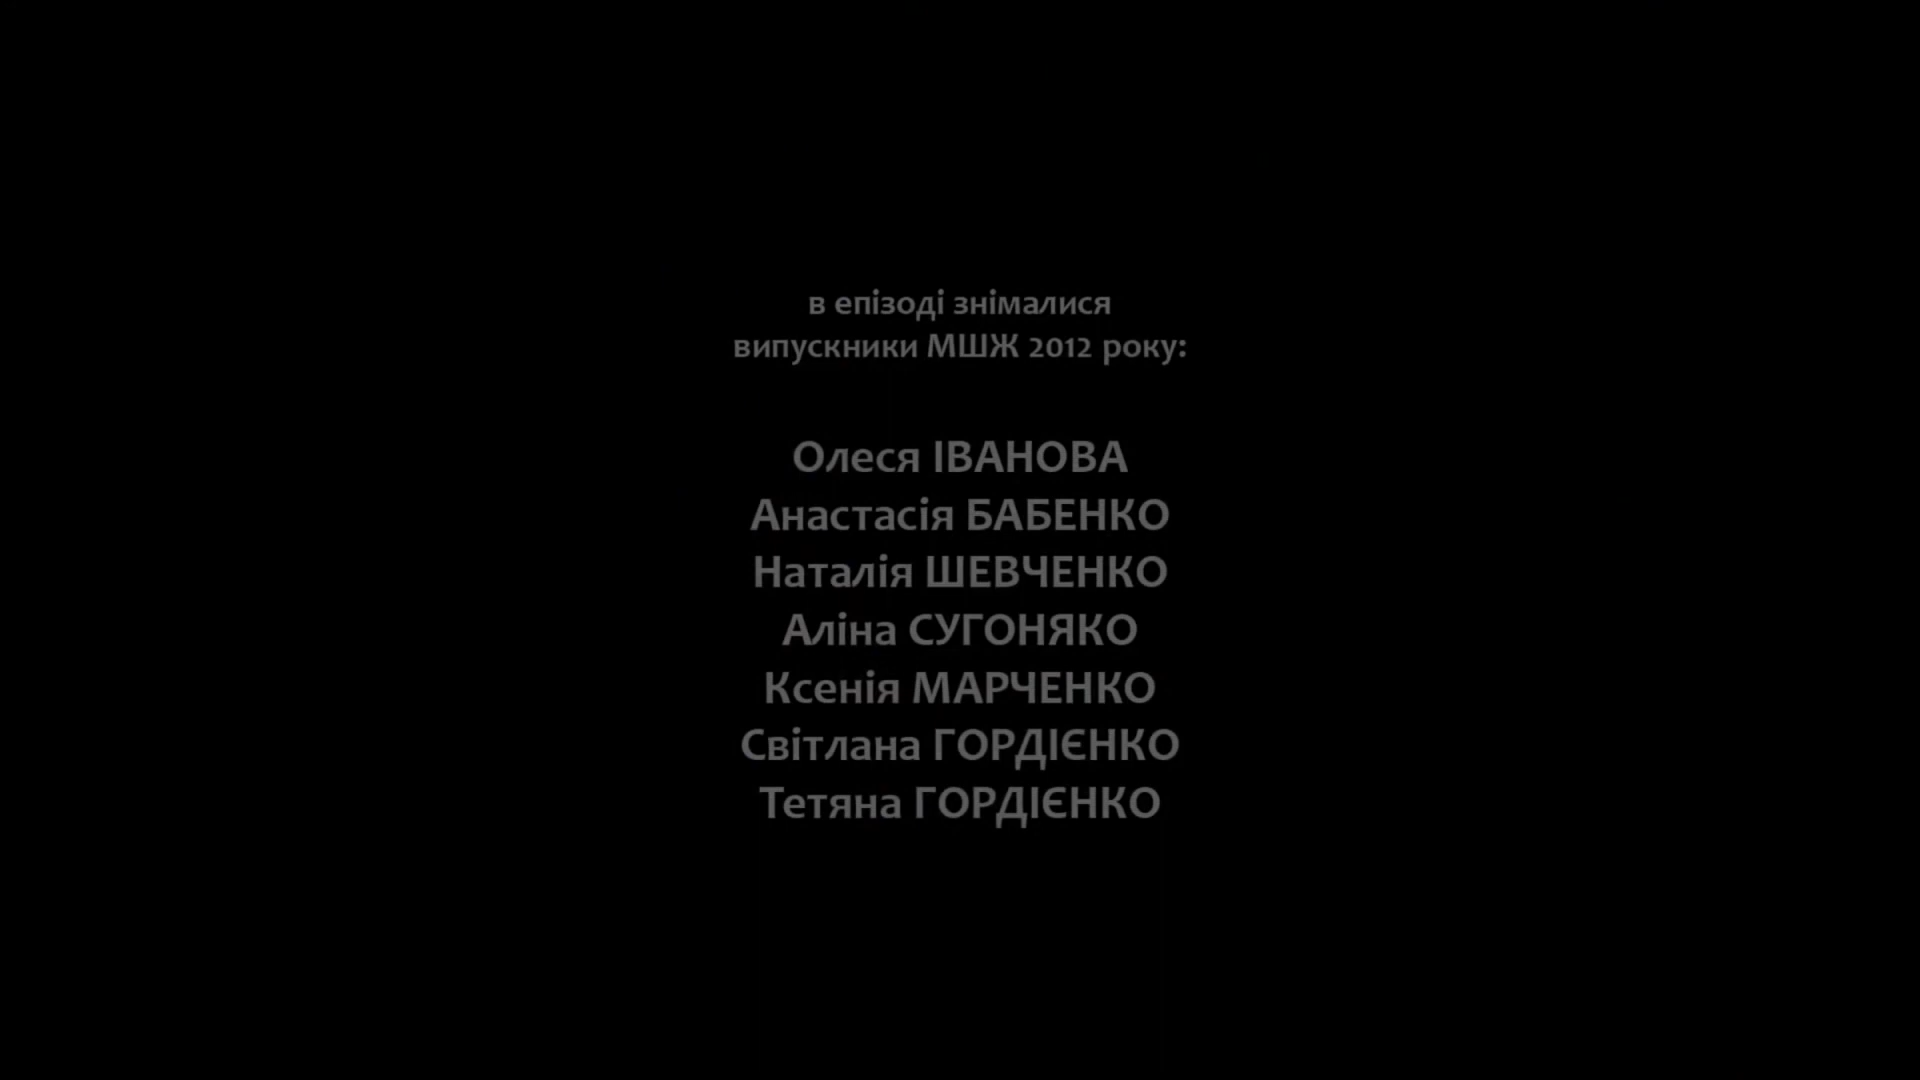 в епізоді знімалися
випускники МШЖ 2012 року:
Олеся ІВАНОВА
Анастасія БАБЕНКО
Наталія ШЕВЧЕНКО
Аліна СУГОНЯКО
Ксенія МАРЧЕНКО
Світлана ГОРДІЄНКО
Тетяна ГОРДІЄНКО